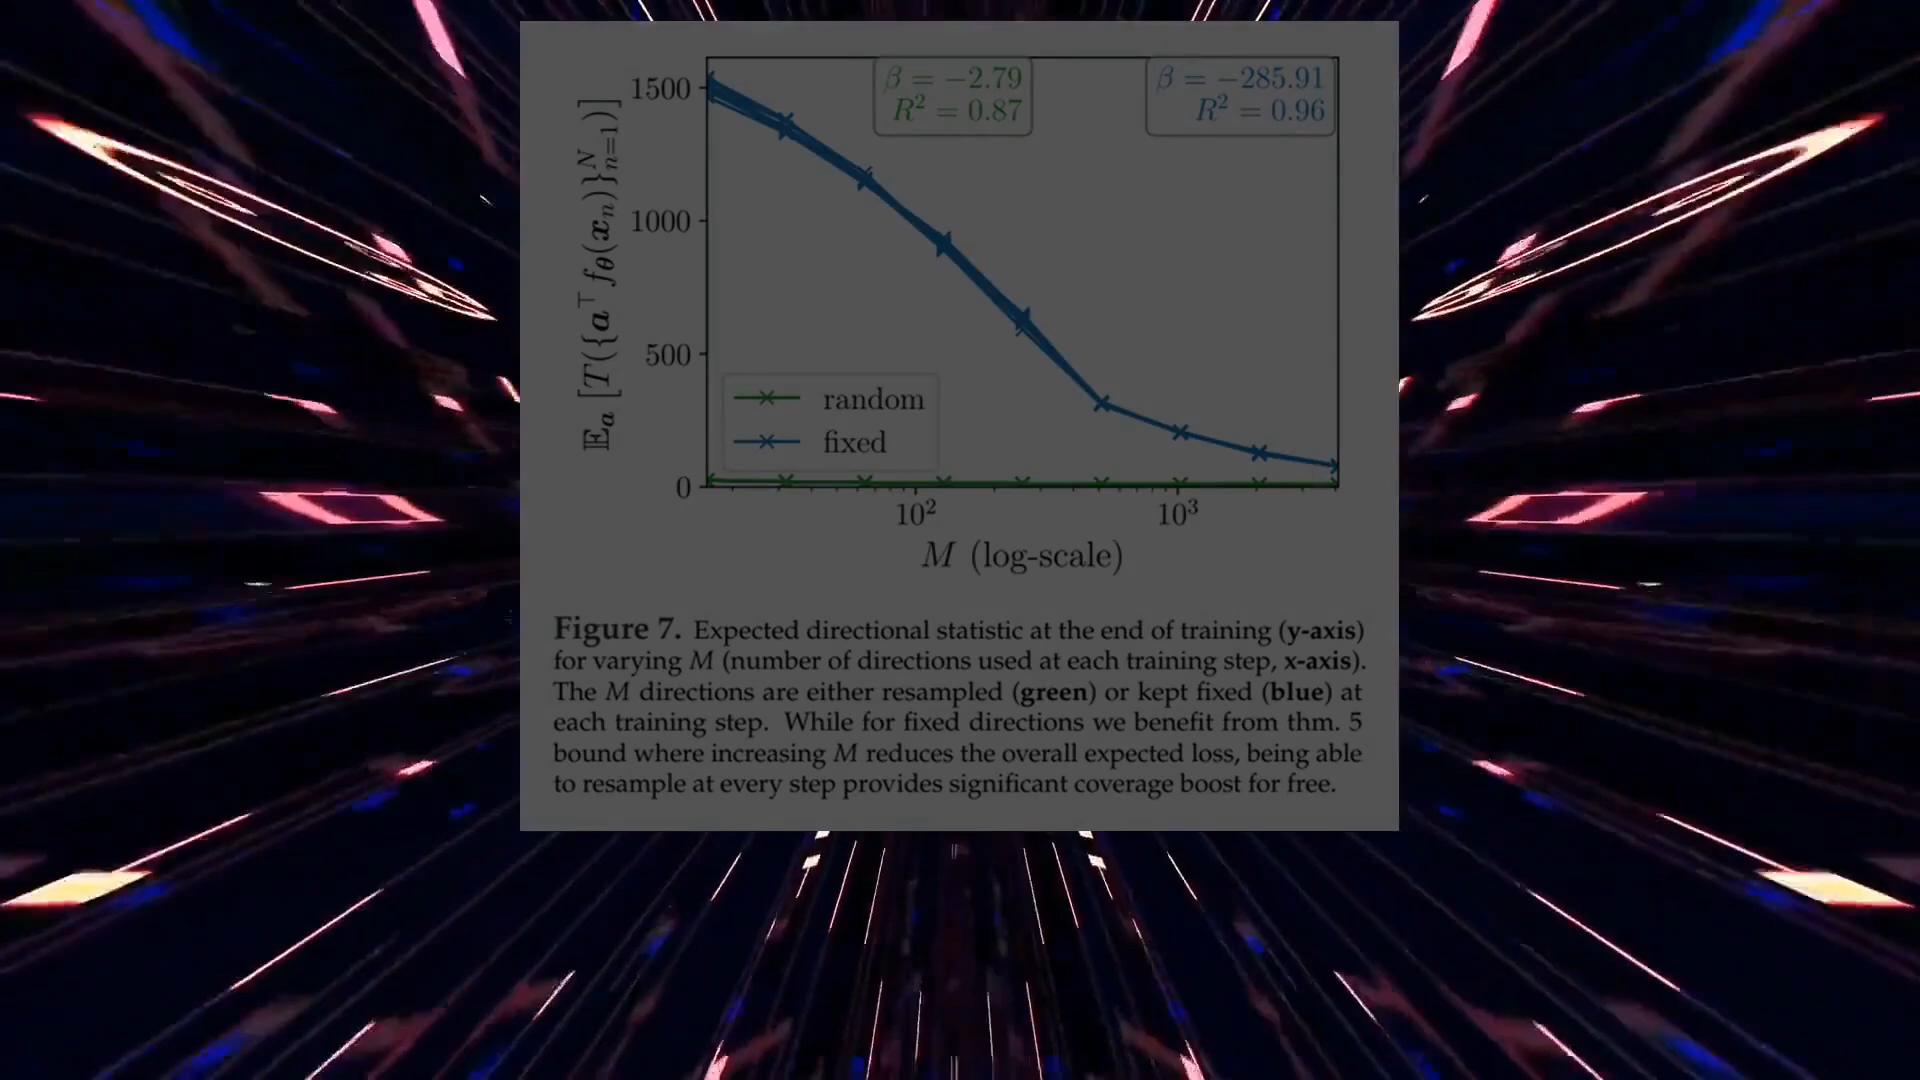 1500
1000
500
0
𝔼ₐ [T({a⊤ fθ(xn)}ᴺₙ₌₁)]
β = −2.79
R² = 0.87
β = −285.91
R² = 0.96
random
fixed
10²
10³
M (log-scale)
Figure 7. Expected directional statistic at the end of training (y-axis)
for varying M (number of directions used at each training step, x-axis).
The M directions are either resampled (green) or kept fixed (blue) at
each training step. While for fixed directions we benefit from thm. 5
bound where increasing M reduces the overall expected loss, being able
to resample at every step provides significant coverage boost for free.